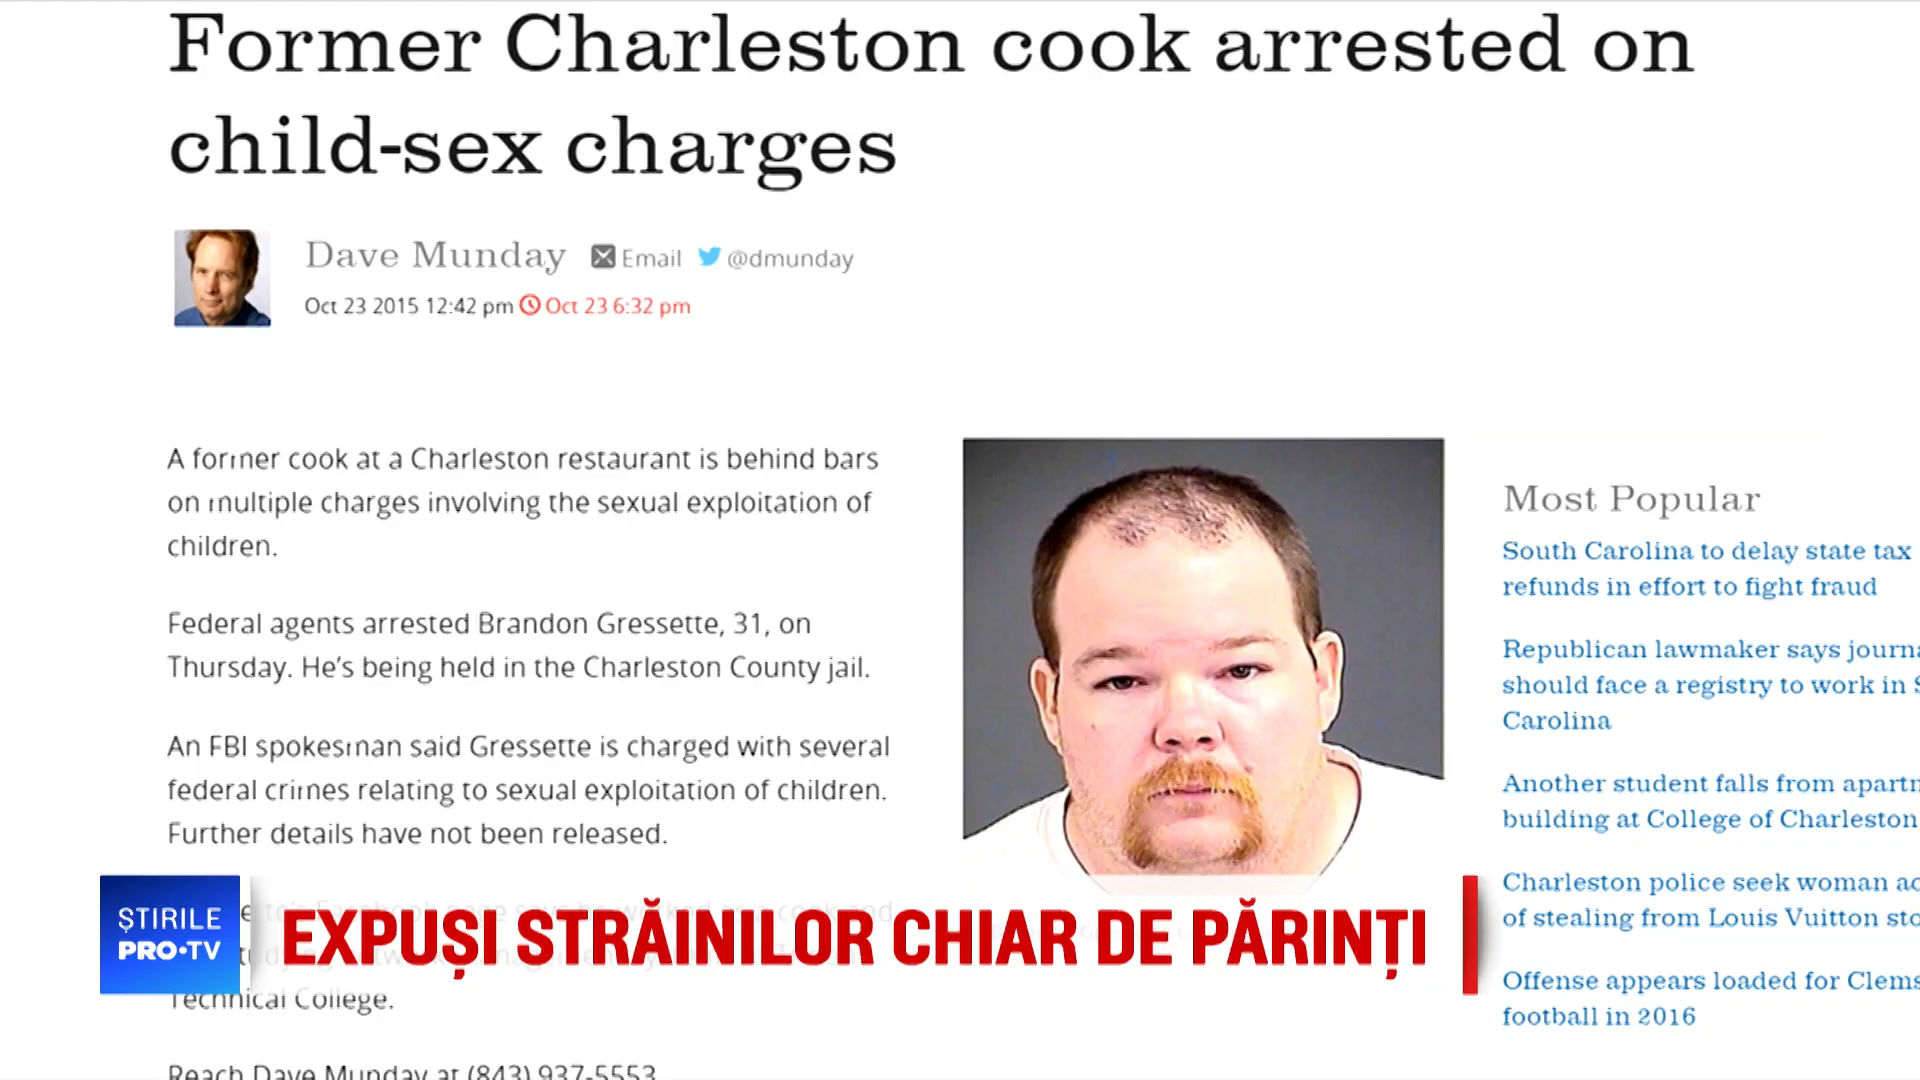 Former Charleston cook arrested on
child-sex charges
Dave Munday Email @dmunday
Oct 23 2015 12:42 pm Oct 23 6:32 pm
A former cook at a Charleston restaurant is behind bars
on multiple charges involving the sexual exploitation of
children.
Federal agents arrested Brandon Gressette, 31, on
Thursday. He's being held in the Charleston County jail.
An FBI spokesman said Gressette is charged with several
federal crimes relating to sexual exploitation of children.
Further details have not been released.
Technical College.
Reach Dave Munday at (843) 937-5553
Most Popular
South Carolina to delay state tax
refunds in effort to fight fraud
Republican lawmaker says
should face a registry to work in
Carolina
Another student falls from
building at College of Charleston
Charleston police seek woman
of stealing from Louis Vuitton
Offense appears loaded for
football in 2016
ȘTIRILE
PRO•TV
EXPUȘI STRĂINILOR CHIAR DE PĂRINȚI